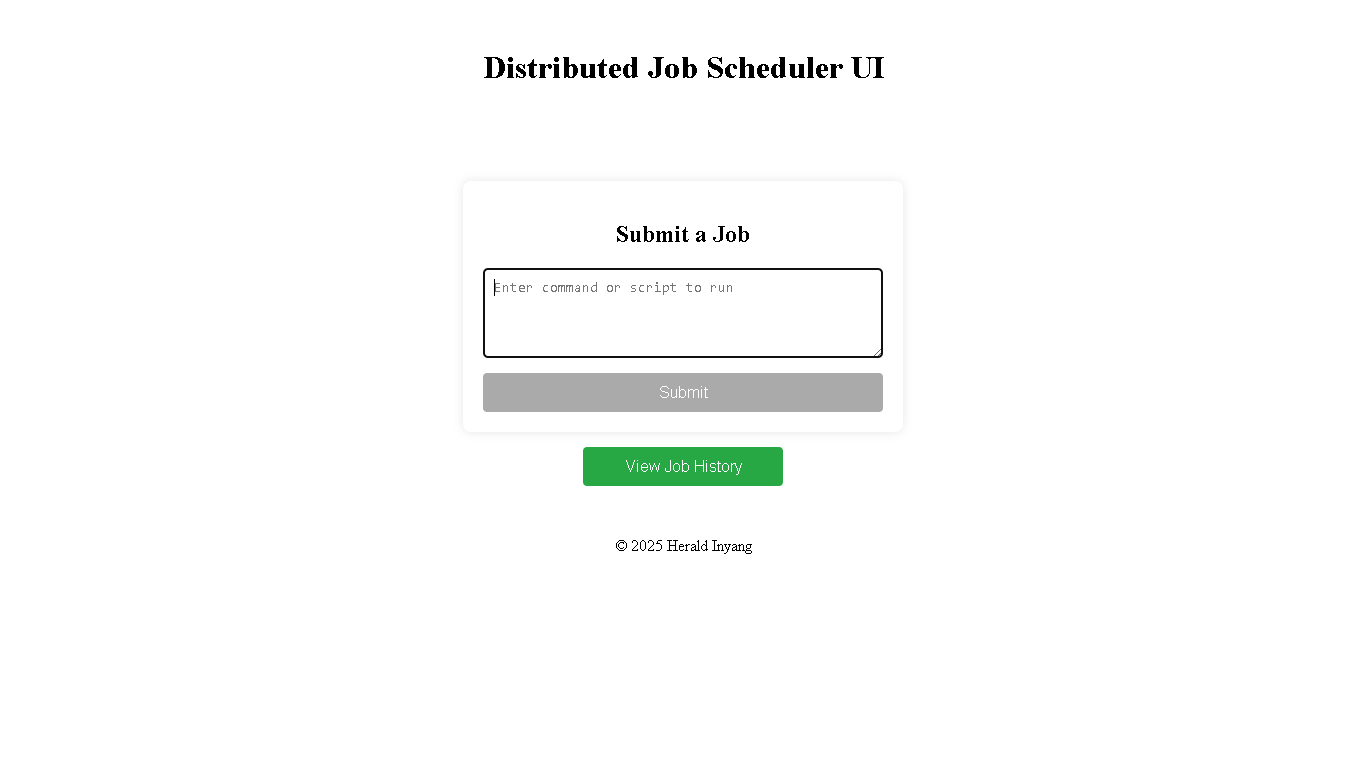 Distributed Job Scheduler UI
Submit a Job
Enter command or script to run
Submit
View Job History
© 2025 Herald Inyang